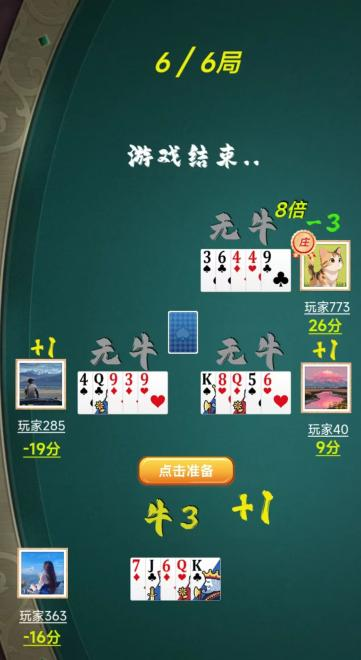 6/6局
游戏结束..
无牛 8倍 -3
庄
3 6 4 4 9
玩家773
26分
+1 无牛 无牛 +1
4 Q 9 3 9
K 8 Q 5 6
玩家285
-19分
玩家40
9分
点击准备
牛3 +1
7 J 6 Q K
玩家363
-16分